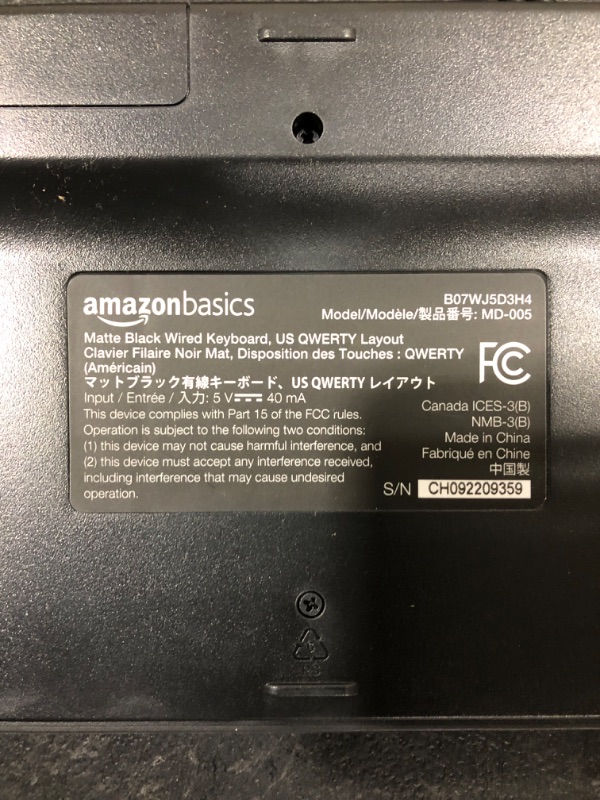 amazonbasics
B07WJ5D3H4
Model/Modèle/製品番号: MD-005
Matte Black Wired Keyboard, US QWERTY Layout
Clavier Filaire Noir Mat, Disposition des Touches : QWERTY
(Américain)
マットブラック有線キーボード、US QWERTY レイアウト
Input / Entrée / 入力: 5 V⎓ 40 mA
This device complies with Part 15 of the FCC rules.
Operation is subject to the following two conditions:
(1) this device may not cause harmful interference, and
(2) this device must accept any interference received,
including interference that may cause undesired
operation.
FC
Canada ICES-3(B)
NMB-3(B)
Made in China
Fabriqué en Chine
中国製
S/N CH092209359